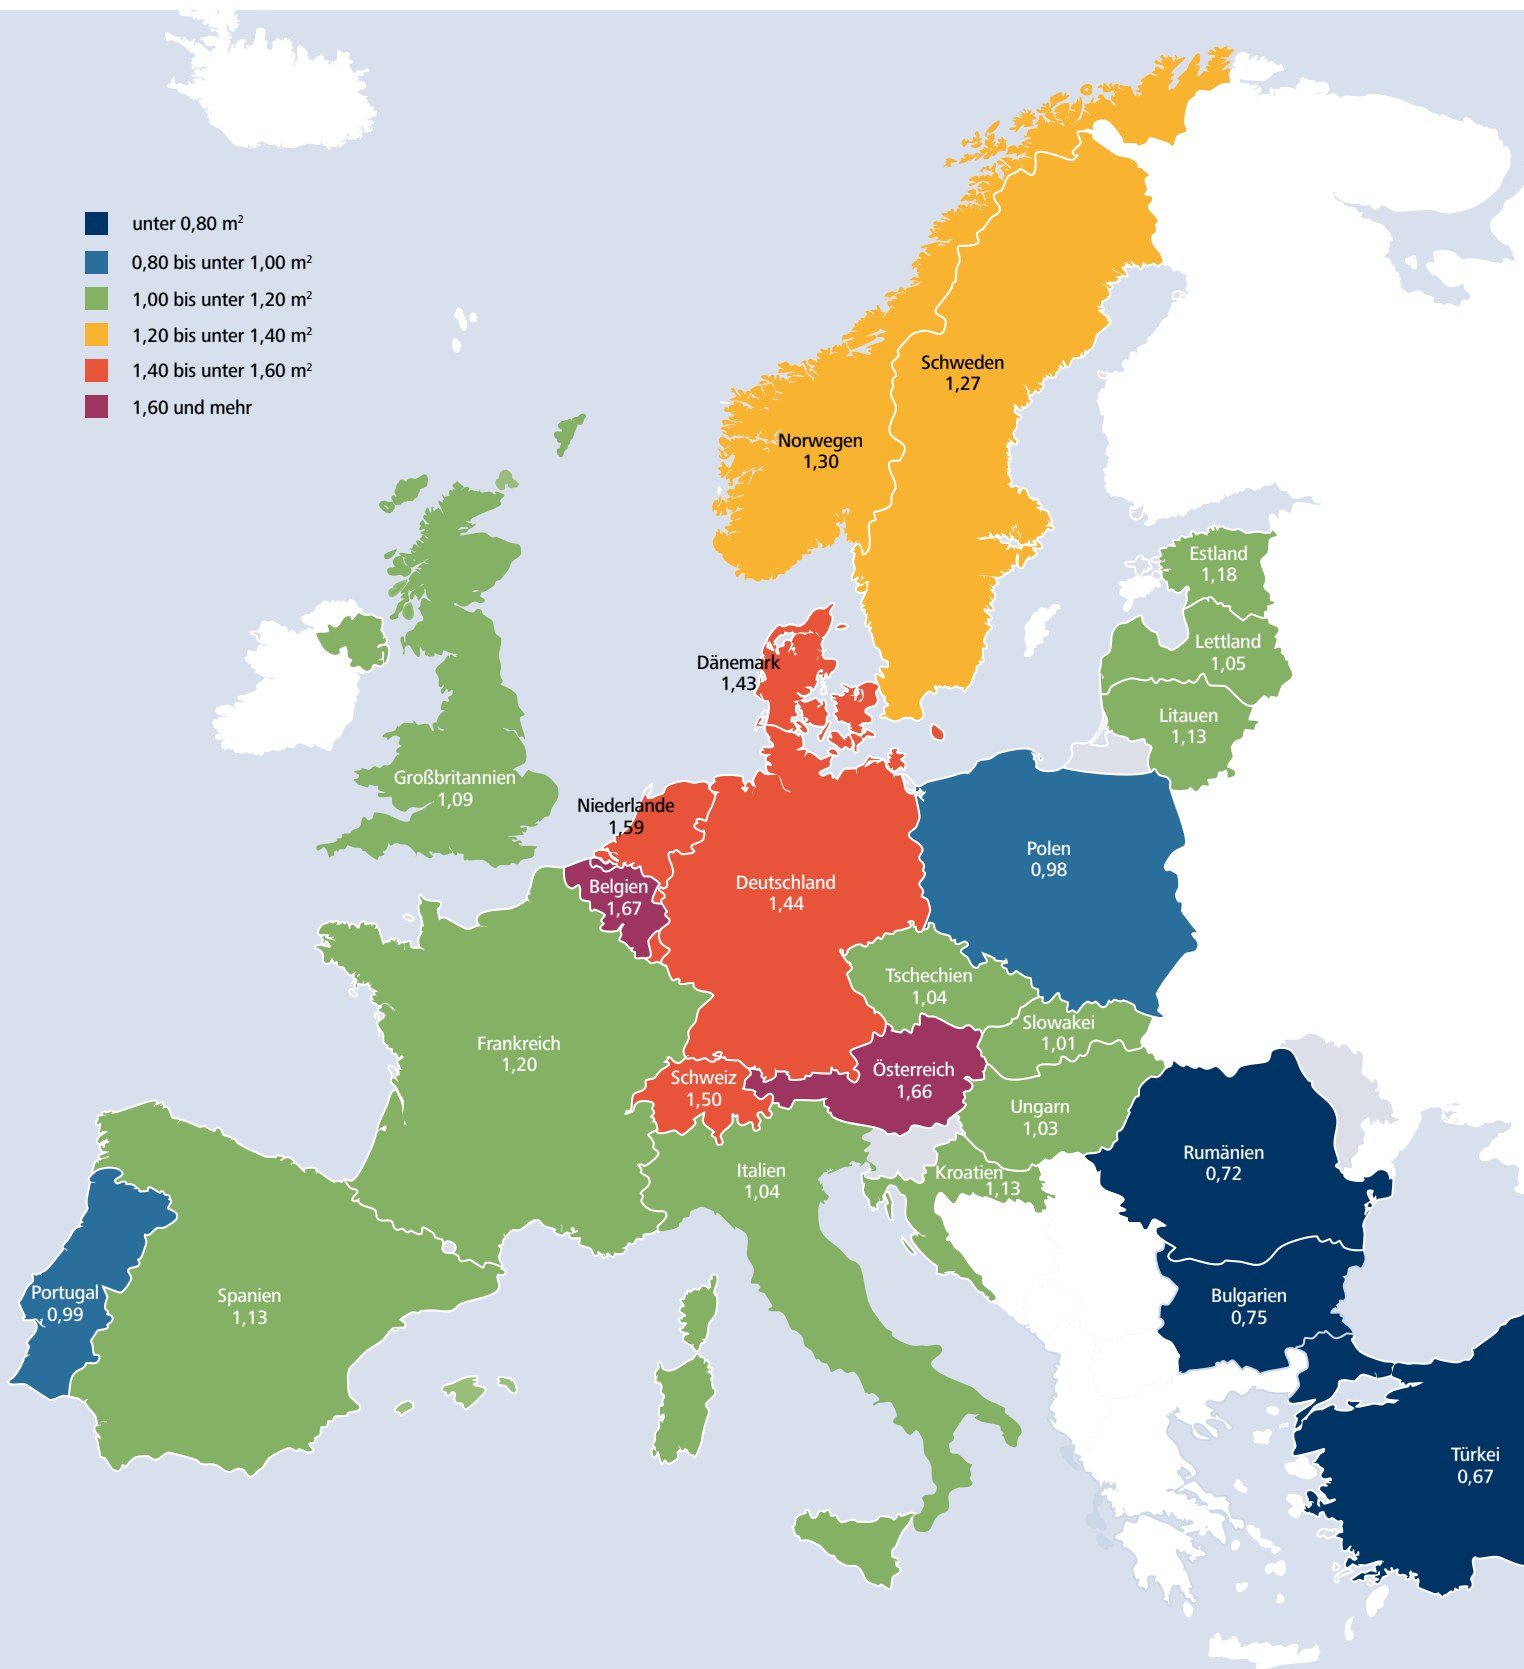 unter 0,80 m²
0,80 bis unter 1,00 m²
1,00 bis unter 1,20 m²
1,20 bis unter 1,40 m²
1,40 bis unter 1,60 m²
1,60 und mehr
Schweden
1,27
Norwegen
1,30
Estland
1,18
Lettland
1,05
Dänemark
1,43
Litauen
1,13
Großbritannien
1,09
Niederlande
1,59
Polen
0,98
Belgien
1,67
Deutschland
1,44
Tschechien
1,04
Slowakei
1,01
Frankreich
1,20
Österreich
1,66
Schweiz
1,50
Ungarn
1,03
Rumänien
0,72
Italien
1,04
Kroatien
1,13
Portugal
0,99
Spanien
1,13
Bulgarien
0,75
Türkei
0,67